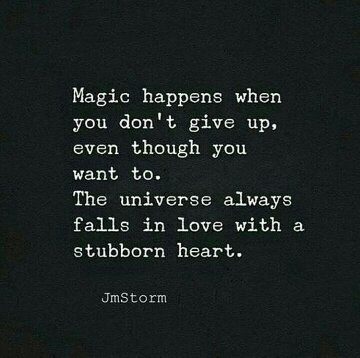 Magic happens when
you don't give up,
even though you
want to.
The universe always
falls in love with a
stubborn heart.
JmStorm